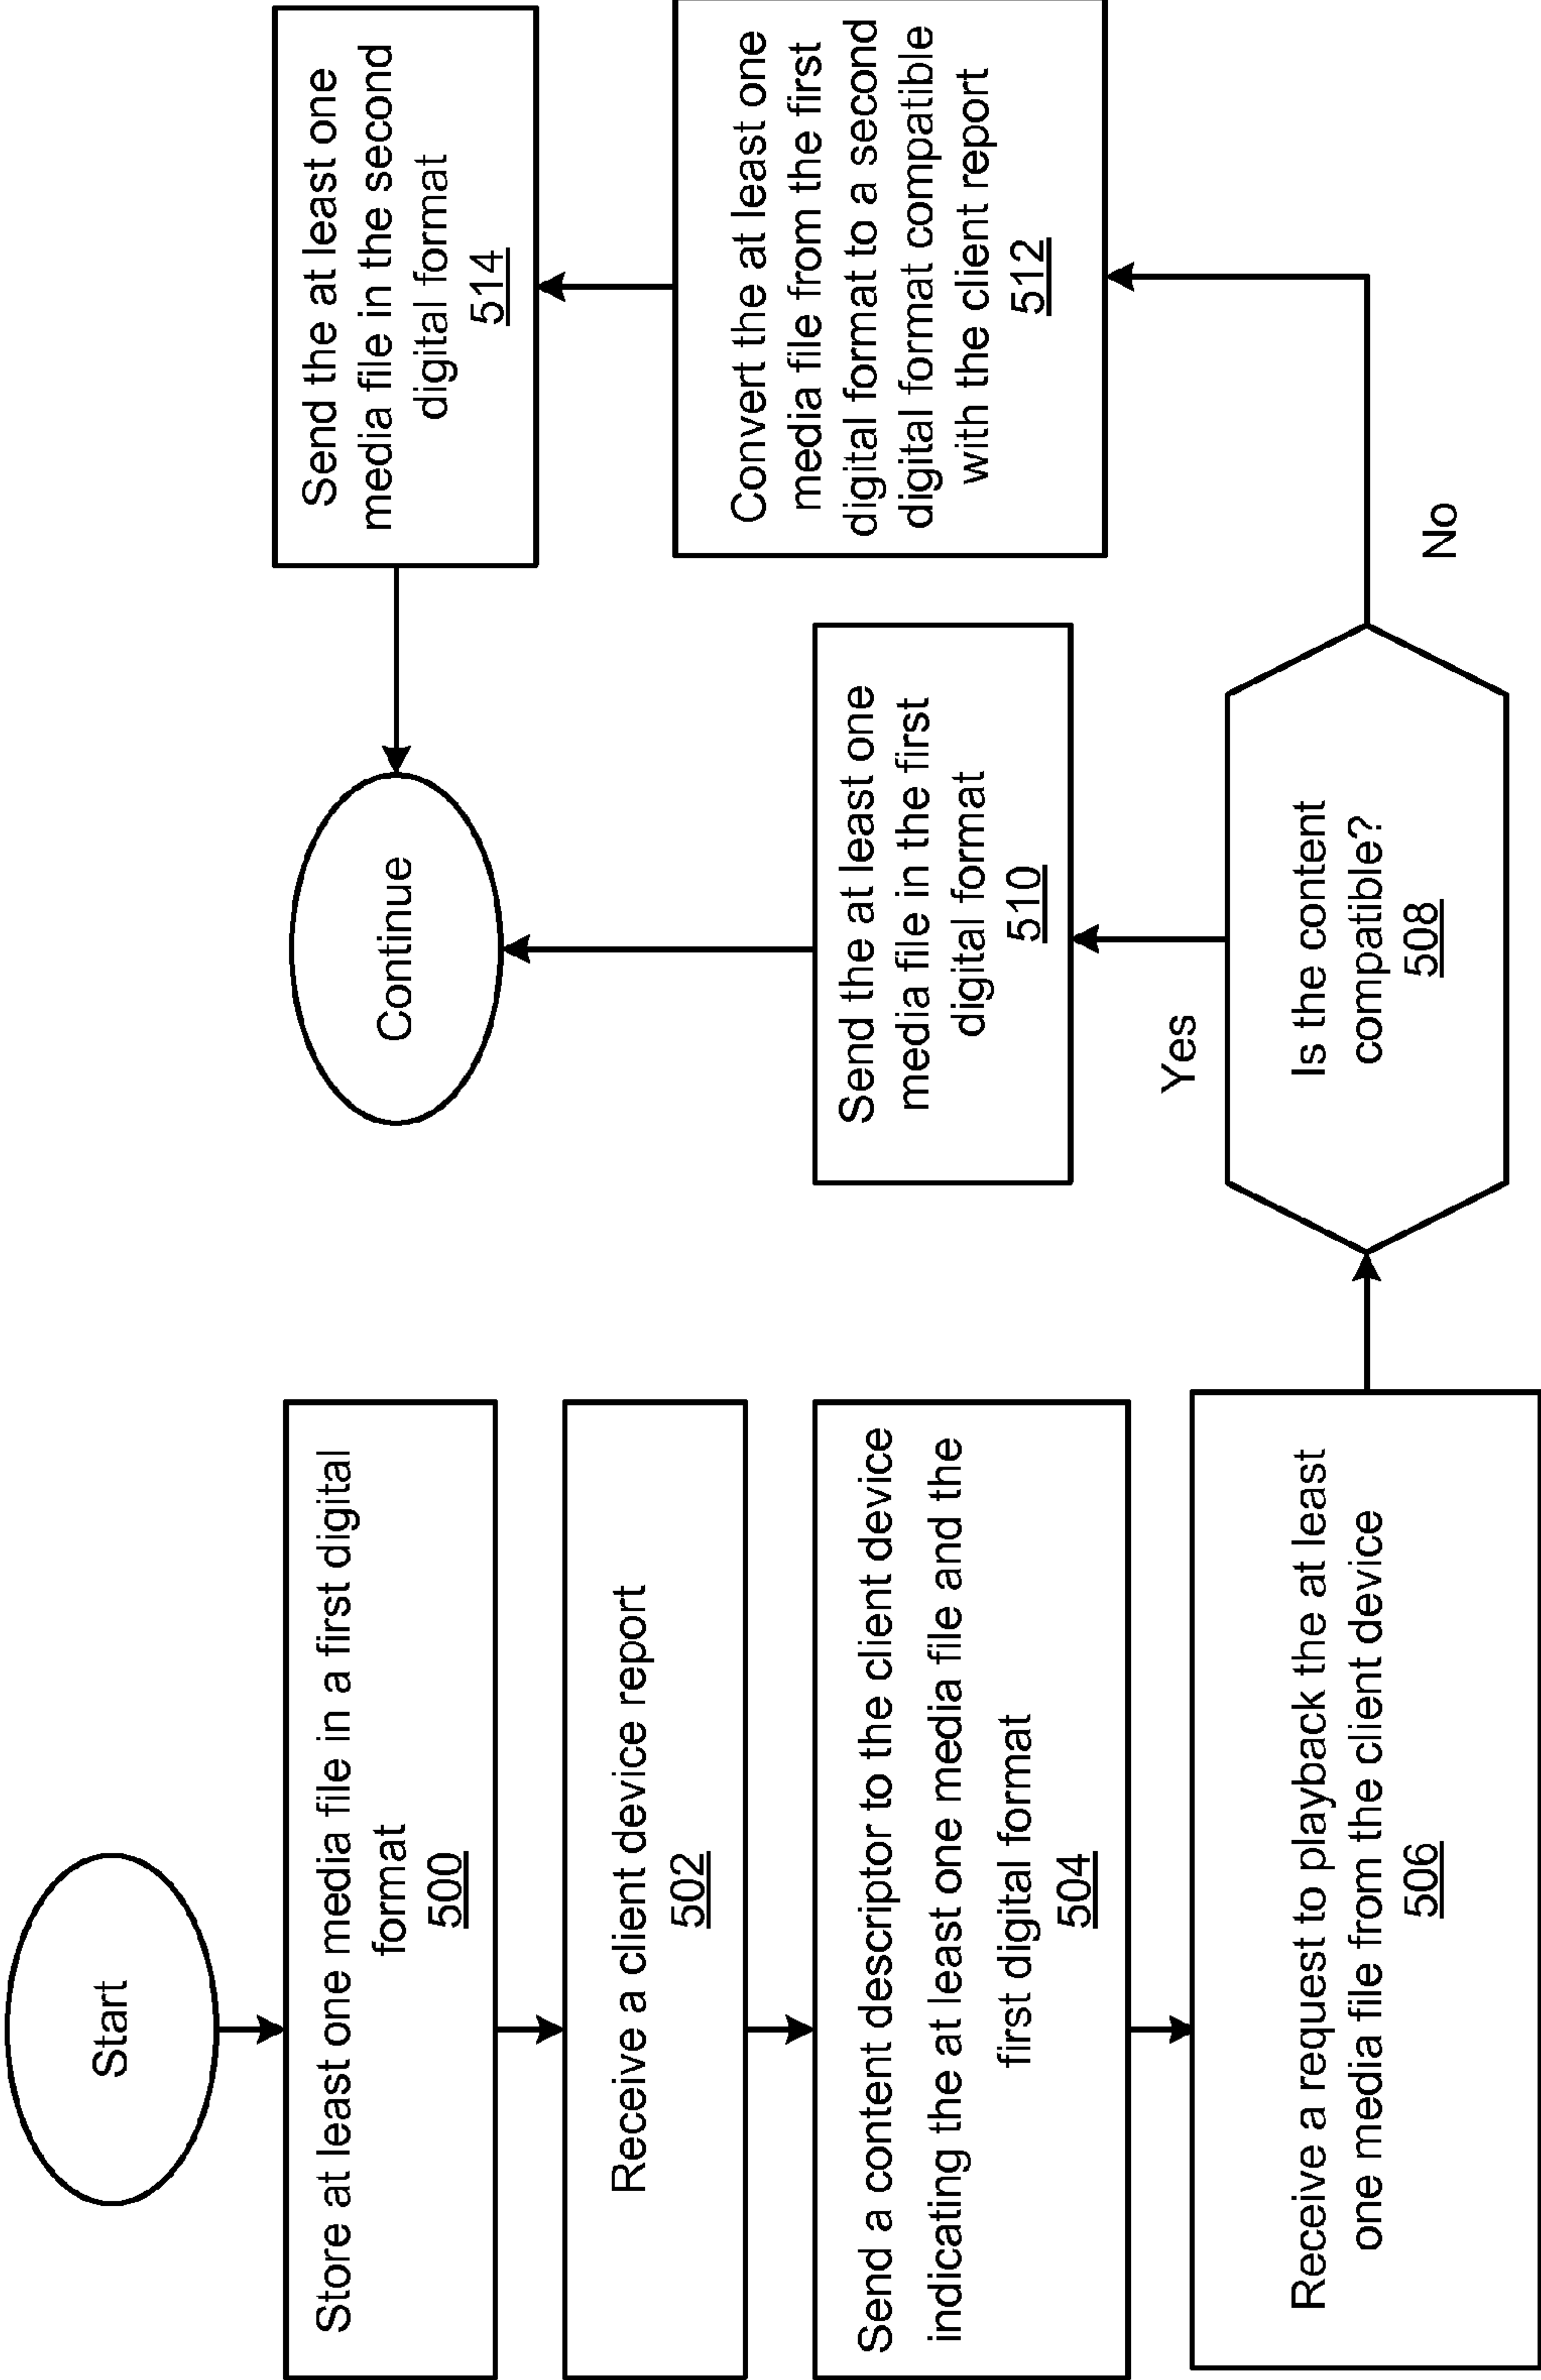 Start
Store at least one media file in a first digital
format
500
Receive a client device report
502
Send a content descriptor to the client device
indicating the at least one media file and the
first digital format
504
Receive a request to playback the at least
one media file from the client device
506
Is the content
compatible?
508
Yes
No
Send the at least one
media file in the first
digital format
510
Convert the at least one
media file from the first
digital format to a second
digital format compatible
with the client report
512
Send the at least one
media file in the second
digital format
514
Continue